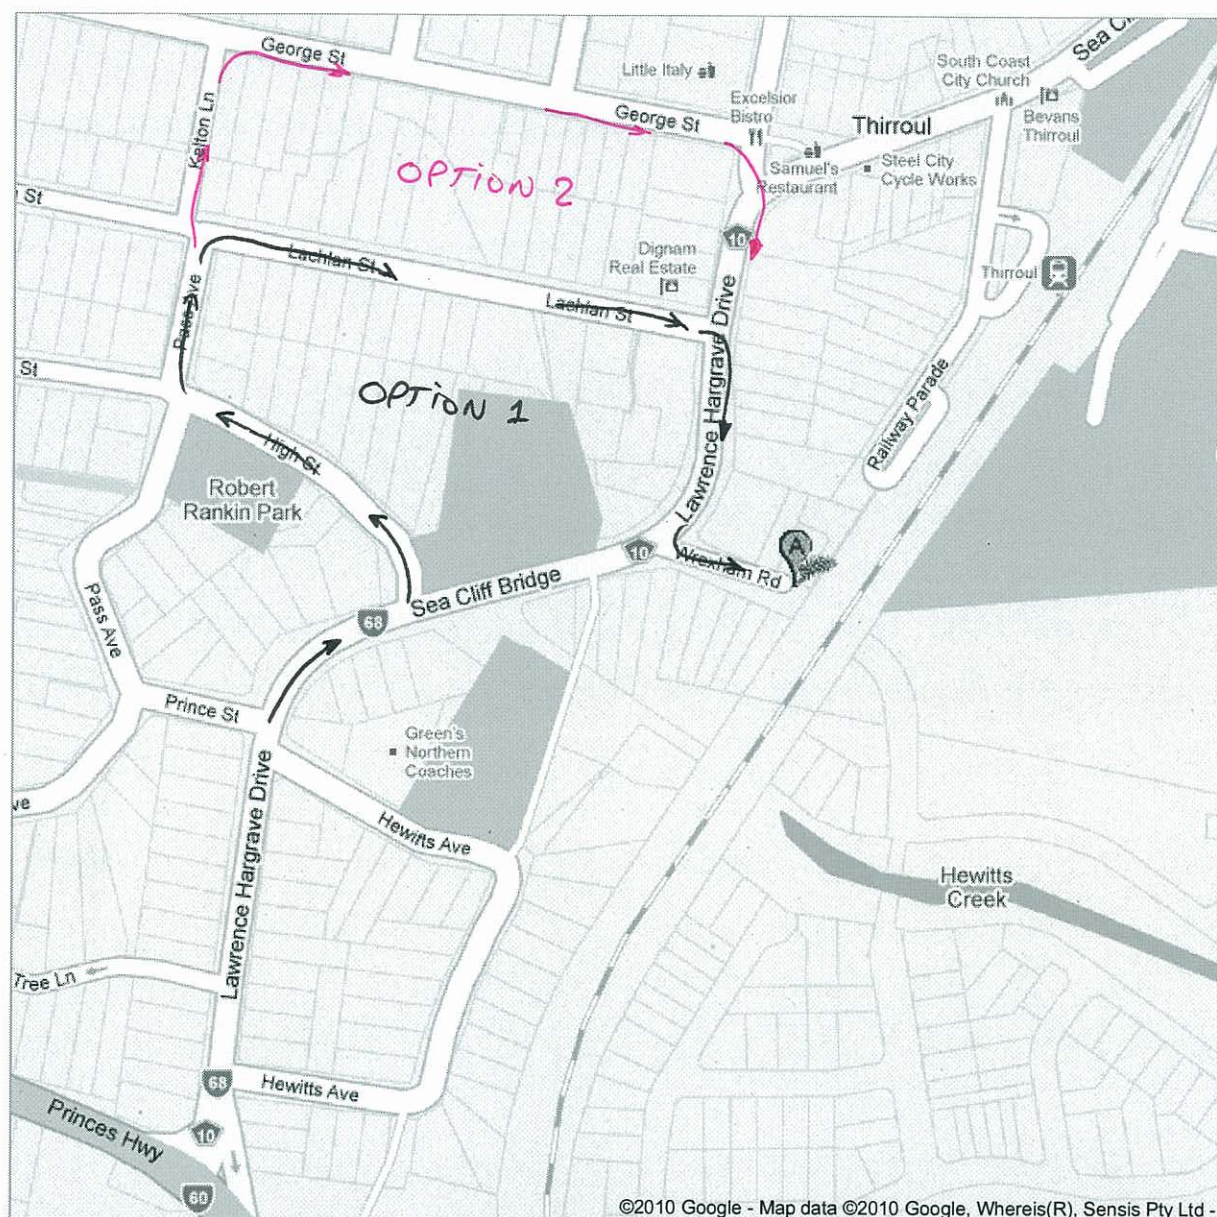 George St
Sea Cli
South Coast
City Church
Little Italy
Excelsior
Bistro
George St
Thirroul
Bevans
Thirroul
Kelton Ln
OPTION 2
Samuel's
Restaurant
Steel City
Cycle Works
St
10
Lachlan St
Dignam
Real Estate
Thirroul
Pass Ave
Lachlan St
Lawrence Hargrave Drive
St
OPTION 1
Railway Parade
High St
Robert
Rankin Park
10
Wrexham Rd
A
Sea Cliff Bridge
68
Pass Ave
Prince St
Green's
Northern
Coaches
Lawrence Hargrave Drive
ve
Hewitts Ave
Hewitts
Creek
Tree Ln
68
Hewitts Ave
Princes Hwy
10
60
©2010 Google - Map data ©2010 Google, Whereis(R), Sensis Pty Ltd -